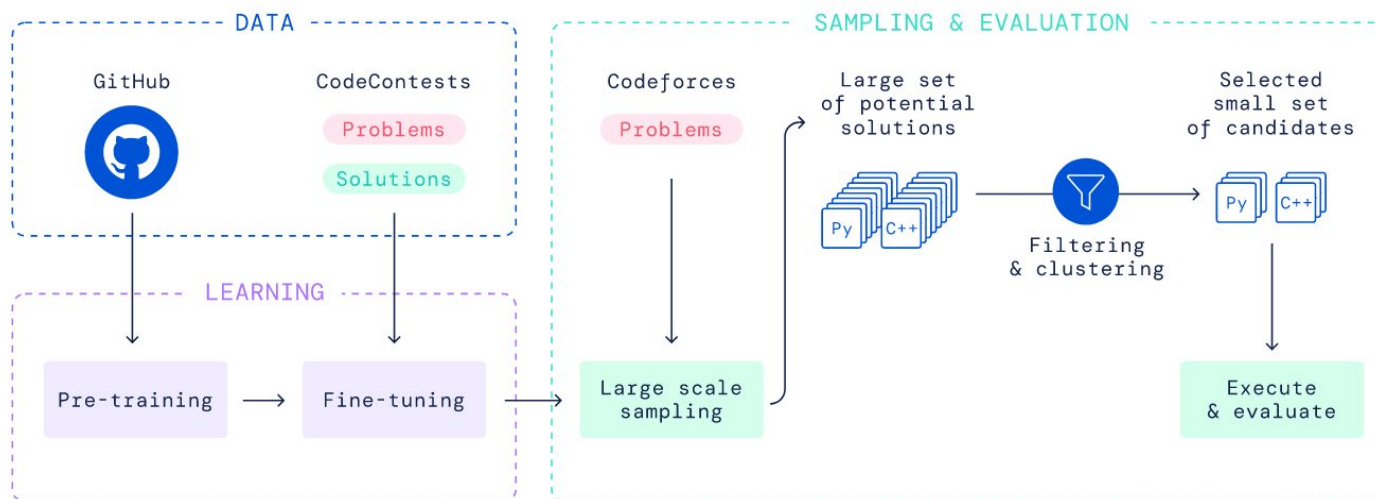 DATA
GitHub
CodeContests
Problems
Solutions
LEARNING
Pre-training
Fine-tuning
SAMPLING & EVALUATION
Codeforces
Problems
Large scale
sampling
Large set
of potential
solutions
Py
C++
Filtering
& clustering
Selected
small set
of candidates
Py
C++
Execute
& evaluate